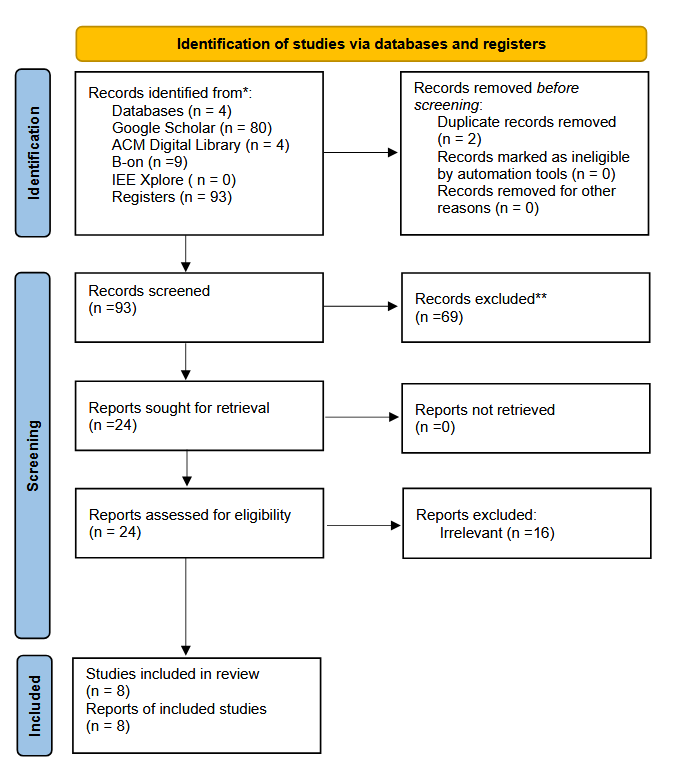 Identification of studies via databases and registers
Identification
Records identified from*:
Databases (n = 4)
Google Scholar (n = 80)
ACM Digital Library (n = 4)
B-on (n =9)
IEE Xplore ( n = 0)
Registers (n = 93)
Records removed before
screening:
Duplicate records removed
(n = 2)
Records marked as ineligible
by automation tools (n = 0)
Records removed for other
reasons (n = 0)
Screening
Records screened
(n =93)
Records excluded**
(n =69)
Reports sought for retrieval
(n =24)
Reports not retrieved
(n =0)
Reports assessed for eligibility
(n = 24)
Reports excluded:
Irrelevant (n =16)
Included
Studies included in review
(n = 8)
Reports of included studies
(n = 8)